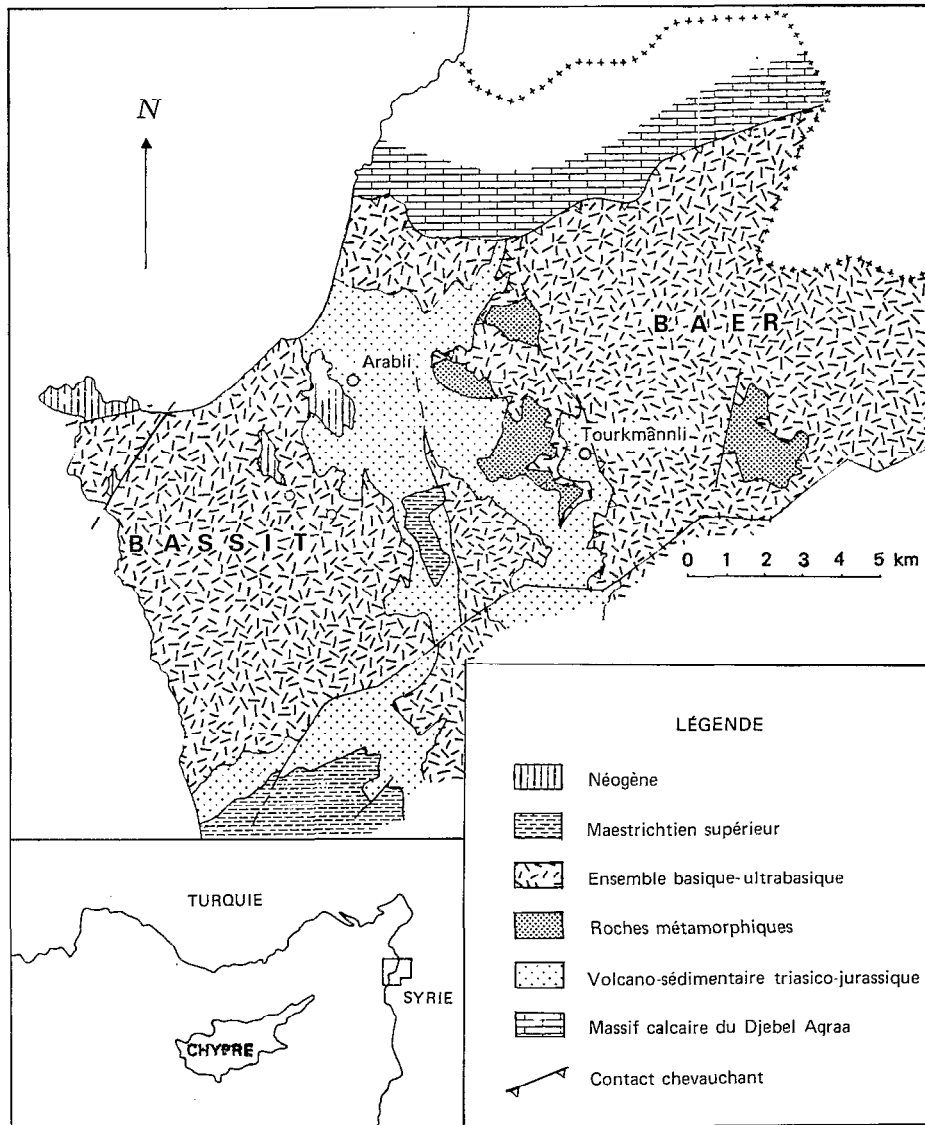 N
Arabli
B A E R
Tourkmânnli
B A S S I T
0 1 2 3 4 5 km
LÉGENDE
Néogène
Maestrichtien supérieur
Ensemble basique-ultrabasique
Roches métamorphiques
Volcano-sédimentaire triasico-jurassique
Massif calcaire du Djebel Aqraa
Contact chevauchant
TURQUIE
SYRIE
CHYPRE